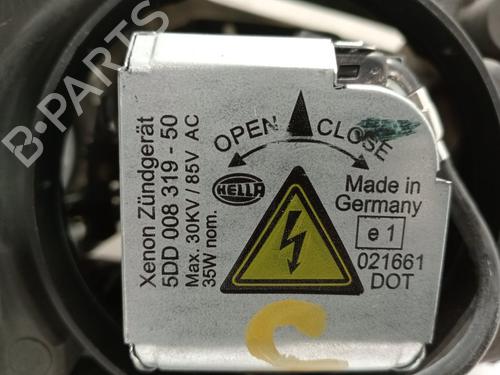 Xenon Zündgerät
5DD 008 319 - 50
Max. 30KV / 85V AC
35W nom.
OPEN CLOSE
HELLA
Made in
Germany
e 1
021661
DOT
C